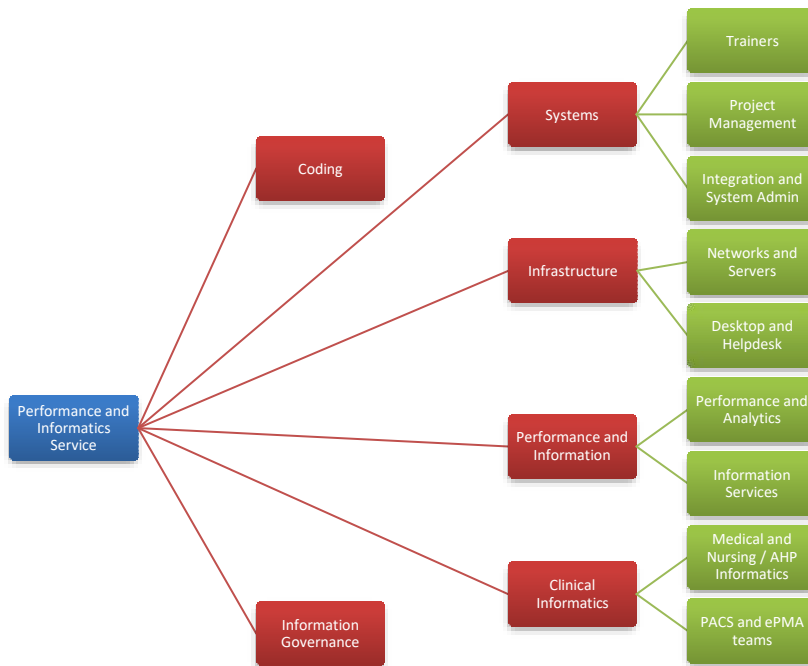 Trainers
Systems
Project
Management
Coding
Integration and
System Admin
Networks and
Servers
Infrastructure
Desktop and
Helpdesk
Performance and
Informatics
Service
Performance and
Analytics
Performance and
Information
Information
Services
Medical and
Nursing / AHP
Informatics
Clinical
Informatics
Information
Governance
PACS and ePMA
teams